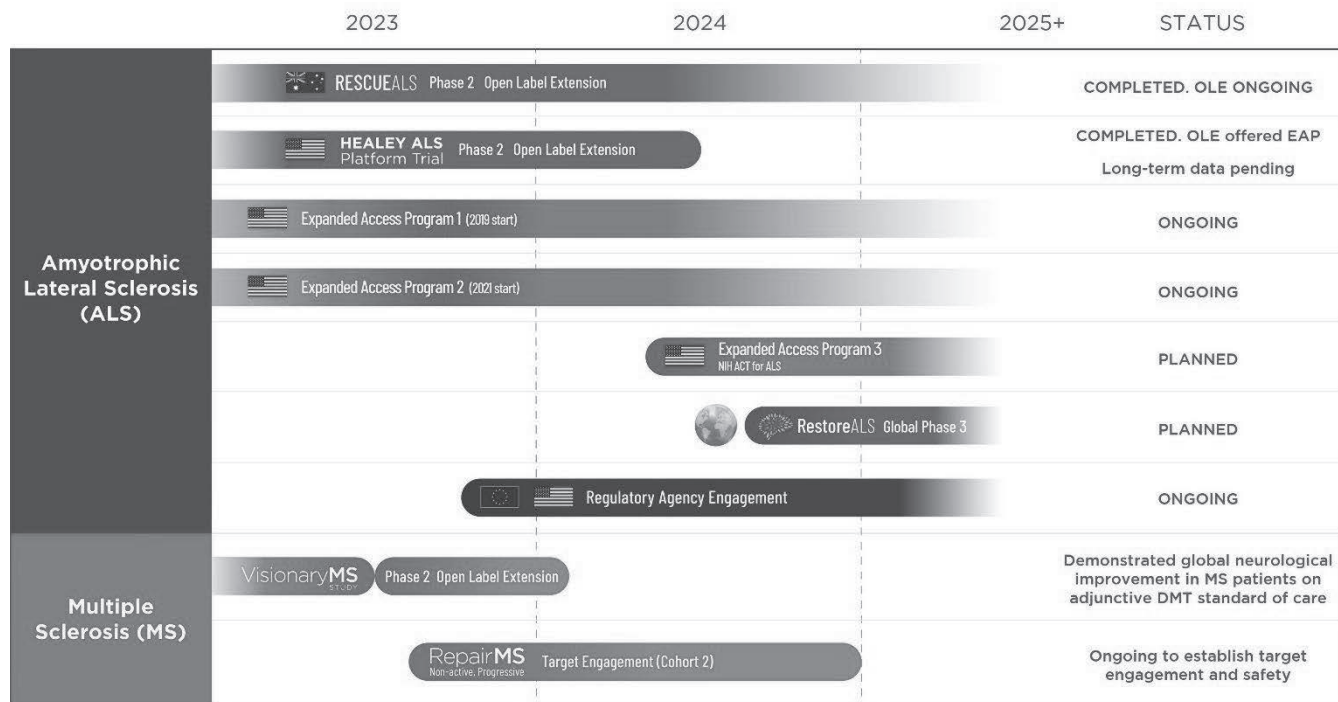 2023 2024 2025+ STATUS
Amyotrophic
Lateral Sclerosis
(ALS)
RESCUEALS Phase 2 Open Label Extension
COMPLETED. OLE ONGOING
HEALEY ALS
Platform Trial
Phase 2 Open Label Extension
COMPLETED. OLE offered EAP
Long-term data pending
Expanded Access Program 1 (2019 start)
ONGOING
Expanded Access Program 2 (2021 start)
ONGOING
Expanded Access Program 3
NIH ACT for ALS
PLANNED
RestoreALS Global Phase 3
PLANNED
Regulatory Agency Engagement
ONGOING
Multiple
Sclerosis (MS)
VisionaryMS
STUDY
Phase 2 Open Label Extension
Demonstrated global neurological
improvement in MS patients on
adjunctive DMT standard of care
RepairMS
Non-active, Progressive
Target Engagement (Cohort 2)
Ongoing to establish target
engagement and safety